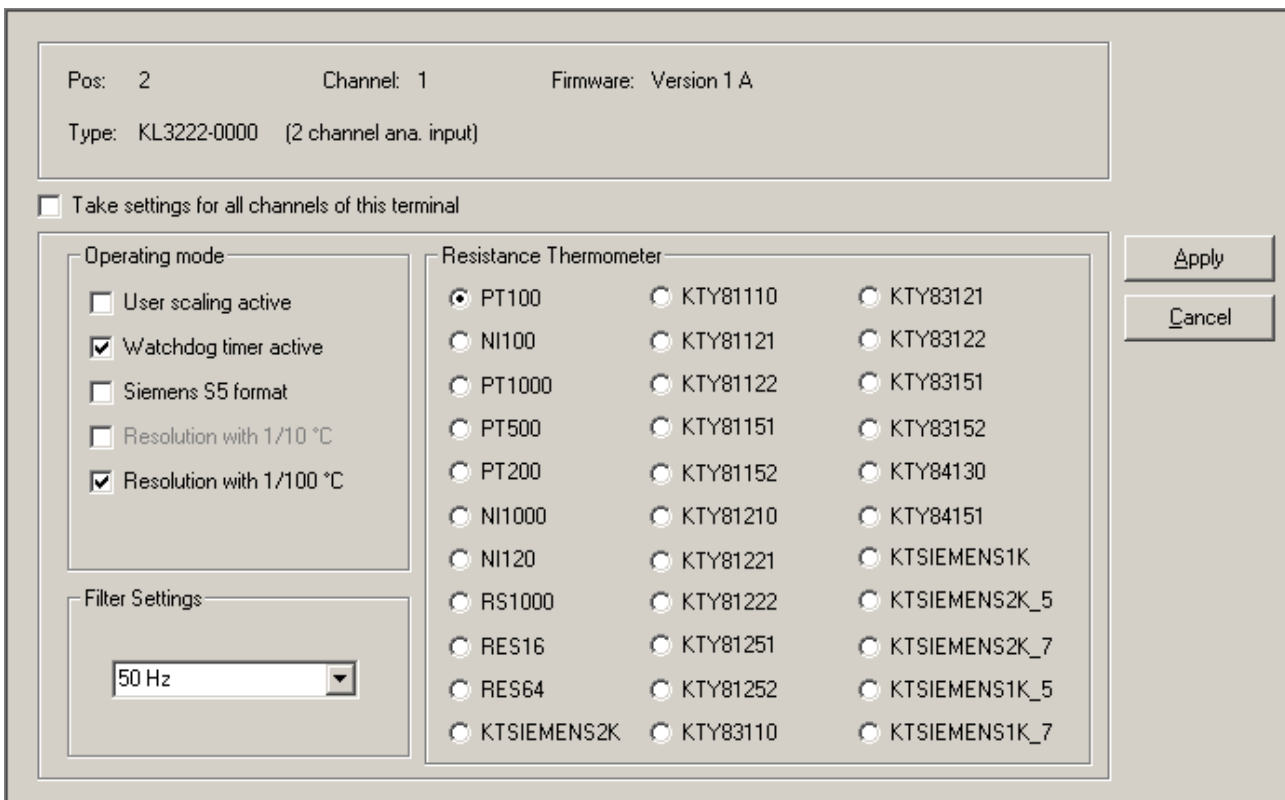 Pos: 2 Channel: 1 Firmware: Version 1 A
Type: KL3222-0000 (2 channel ana. input)
Take settings for all channels of this terminal
Operating mode
User scaling active
Watchdog timer active
Siemens S5 format
Resolution with 1/10 °C
Resolution with 1/100 °C
Filter Settings
50 Hz
Resistance Thermometer
PT100
NI100
PT1000
PT500
PT200
NI1000
NI120
RS1000
RES16
RES64
KTSIEMENS2K
KTY81110
KTY81121
KTY81122
KTY81151
KTY81152
KTY81210
KTY81221
KTY81222
KTY81251
KTY81252
KTY83110
KTY83121
KTY83122
KTY83151
KTY83152
KTY84130
KTY84151
KTSIEMENS1K
KTSIEMENS2K_5
KTSIEMENS2K_7
KTSIEMENS1K_5
KTSIEMENS1K_7
Apply
Cancel